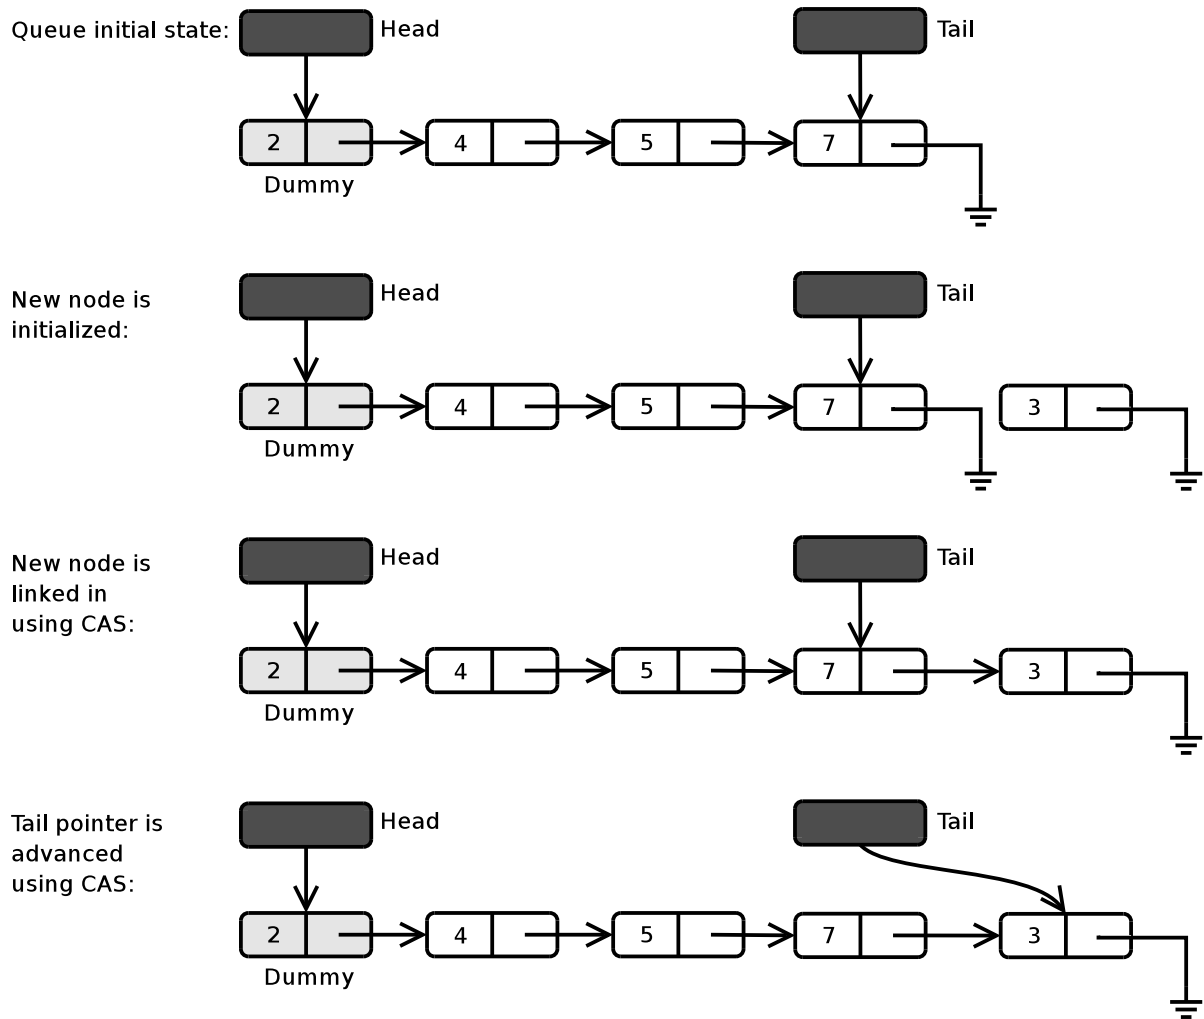 Queue initial state:
Head
Tail
2
4
5
7
Dummy
New node is
initialized:
Head
Tail
2
4
5
7
3
Dummy
New node is
linked in
using CAS:
Head
Tail
2
4
5
7
3
Dummy
Tail pointer is
advanced
using CAS:
Head
Tail
2
4
5
7
3
Dummy